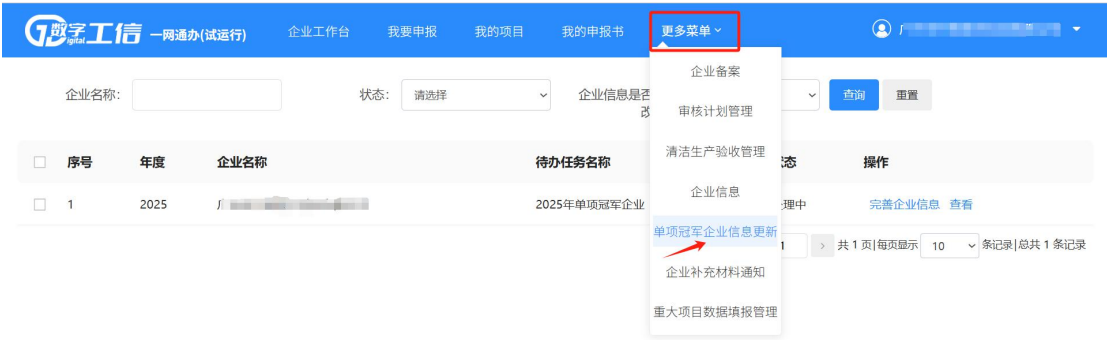 数字工信 Digital 一网通办(试运行) 企业工作台 我要申报 我的项目 我的申报书 更多菜单
企业备案
企业名称: 状态: 请选择 企业信息是否 查询 重置
审核计划管理
清洁生产验收管理
序号 年度 企业名称 待办任务名称 态 操作
企业信息
1 2025 2025年单项冠军企业 理中 完善企业信息 查看
单项冠军企业信息更新
1 共 1 页|每页显示 10 条记录|总共 1 条记录
企业补充材料通知
重大项目数据填报管理